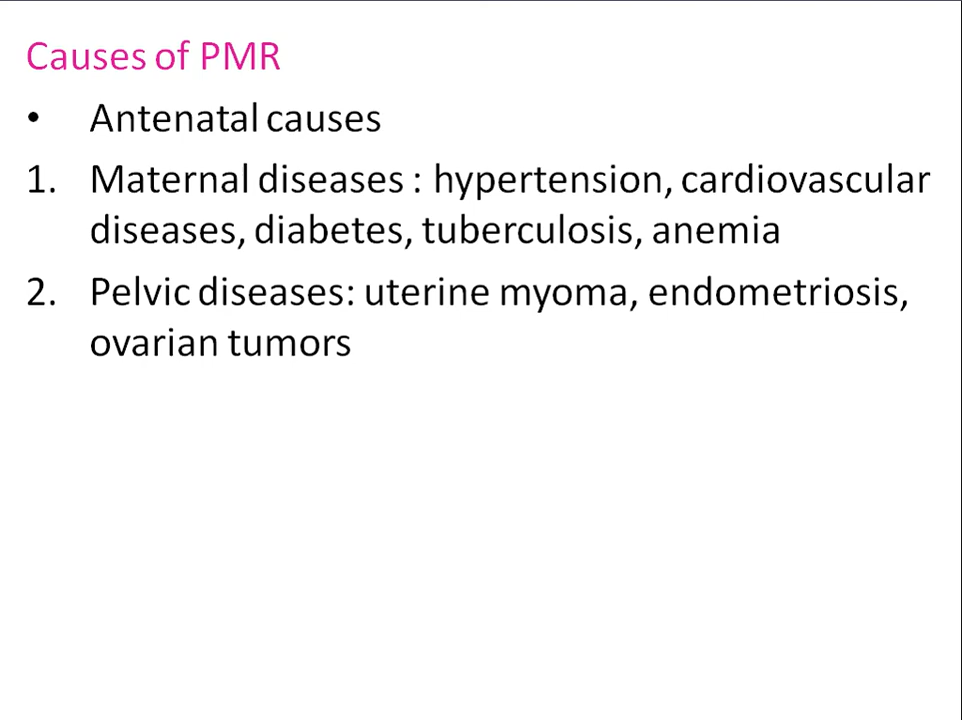 Causes of PMR
• Antenatal causes
1. Maternal diseases : hypertension, cardiovascular
diseases, diabetes, tuberculosis, anemia
2. Pelvic diseases: uterine myoma, endometriosis,
ovarian tumors